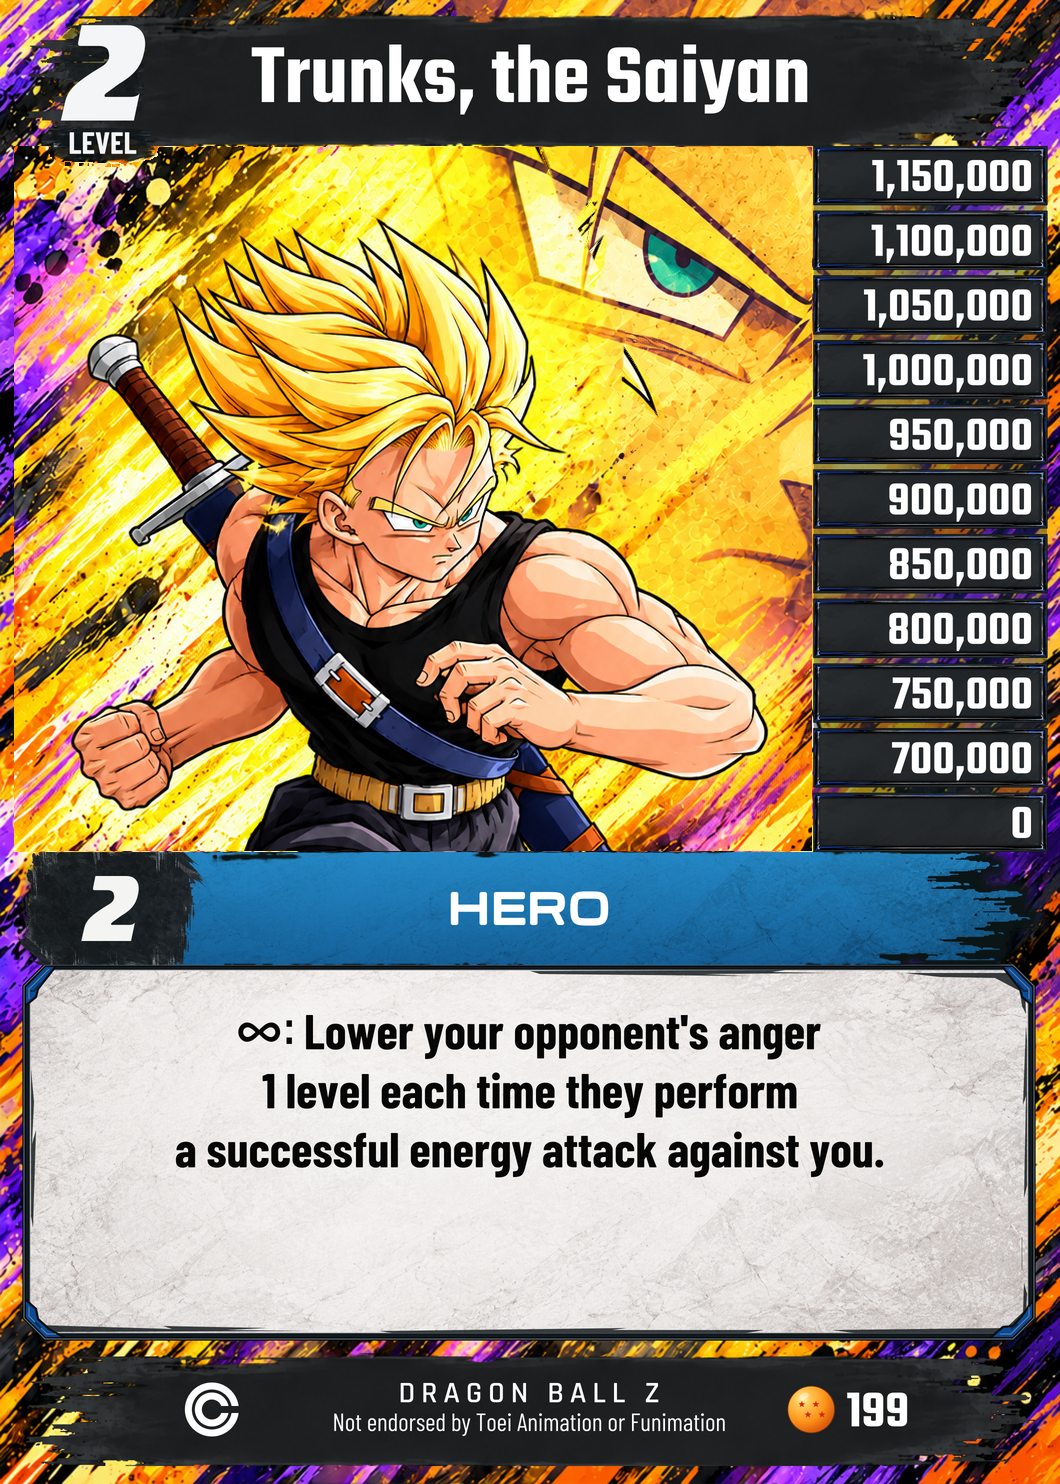 2
LEVEL
Trunks, the Saiyan
1,150,000
1,100,000
1,050,000
1,000,000
950,000
900,000
850,000
800,000
750,000
700,000
0
2
HERO
∞: Lower your opponent's anger
1 level each time they perform
a successful energy attack against you.
DRAGON BALL Z
Not endorsed by Toei Animation or Funimation
199